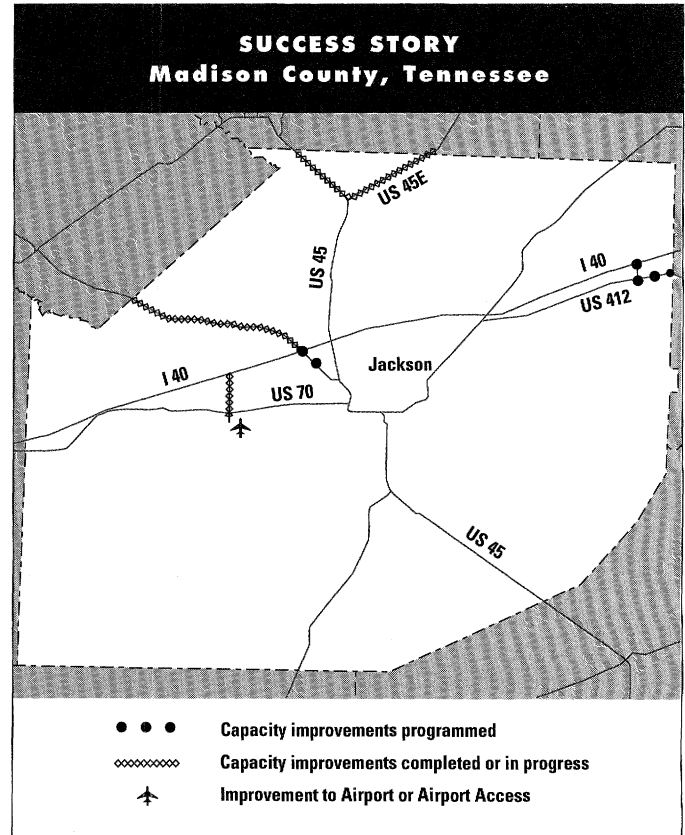 SUCCESS STORY
Madison County, Tennessee
US 45E
US 45
I 40
US 412
Jackson
I 40
US 70
US 45
Capacity improvements programmed
Capacity improvements completed or in progress
Improvement to Airport or Airport Access